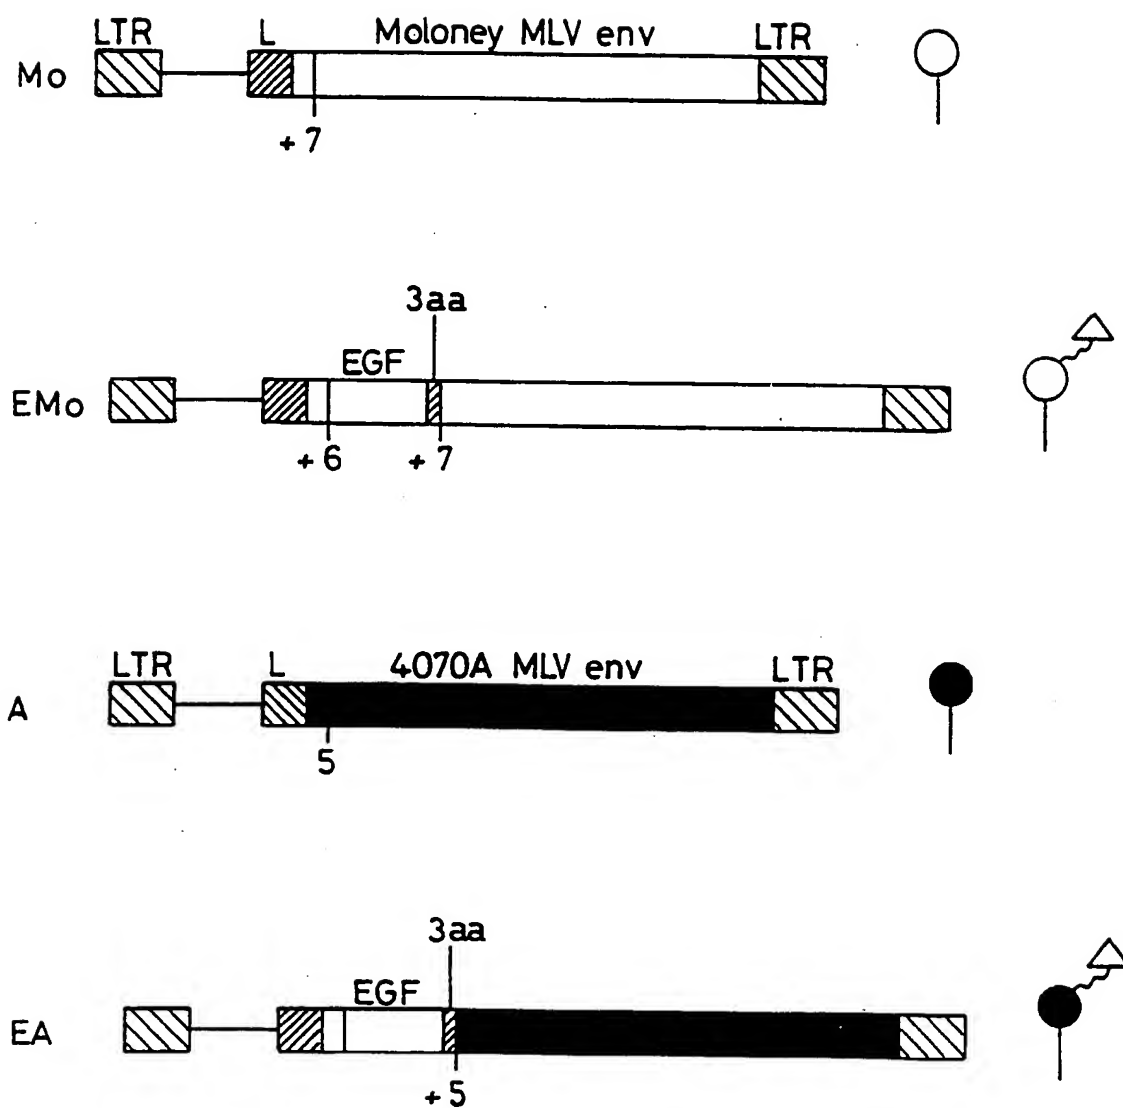 LTR L Moloney MLV env LTR
Mo
+7
3aa
EGF
EMo
+6 +7
LTR L 4070A MLV env LTR
A
5
3aa
EGF
EA
+5